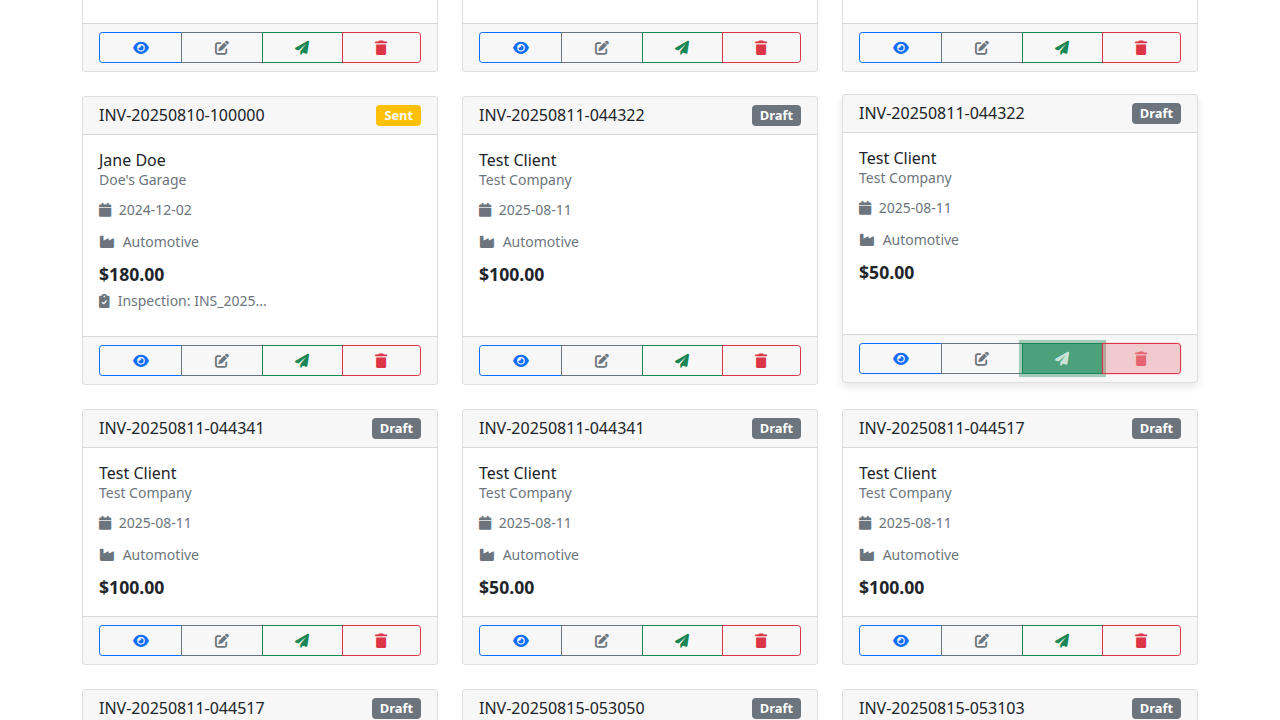 INV-20250810-100000 Sent
Jane Doe
Doe's Garage
2024-12-02
Automotive
$180.00
Inspection: INS_2025...
INV-20250811-044322 Draft
Test Client
Test Company
2025-08-11
Automotive
$100.00
INV-20250811-044322 Draft
Test Client
Test Company
2025-08-11
Automotive
$50.00
INV-20250811-044341 Draft
Test Client
Test Company
2025-08-11
Automotive
$100.00
INV-20250811-044341 Draft
Test Client
Test Company
2025-08-11
Automotive
$50.00
INV-20250811-044517 Draft
Test Client
Test Company
2025-08-11
Automotive
$100.00
INV-20250811-044517 Draft
INV-20250815-053050 Draft
INV-20250815-053103 Draft